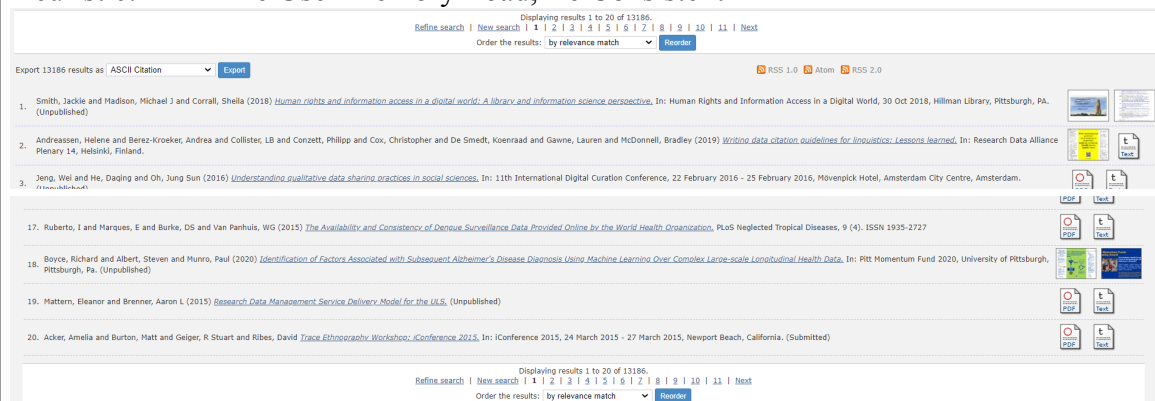 Displaying results 1 to 20 of 13186.
Refine search | New search | 1 | 2 | 3 | 4 | 5 | 6 | 7 | 8 | 9 | 10 | 11 | Next
Order the results: by relevance match Reorder
Export 13186 results as ASCII Citation Export RSS 1.0 Atom RSS 2.0
1. Smith, Jackie and Madison, Michael J and Corrall, Sheila (2018) Human rights and information access in a digital world: A library and information science perspective. In: Human Rights and Information Access in a Digital World, 30 Oct 2018, Hillman Library, Pittsburgh, PA.
(Unpublished)
2. Andreassen, Helene and Berez-Kroeker, Andrea and Collister, LB and Conzett, Philipp and Cox, Christopher and De Smedt, Koenraad and Gawne, Lauren and McDonnell, Bradley (2019) Writing data citation guidelines for linguistics: Lessons learned. In: Research Data Alliance
Plenary 14, Helsinki, Finland.
Text
3. Jeng, Wei and He, Daqing and Oh, Jung Sun (2016) Understanding qualitative data sharing practices in social sciences. In: 11th International Digital Curation Conference, 22 February 2016 - 25 February 2016, Mövenpick Hotel, Amsterdam City Centre, Amsterdam.
(Unpublished)
PDF Text
17. Ruberto, I and Marques, E and Burke, DS and Van Panhuis, WG (2015) The Availability and Consistency of Dengue Surveillance Data Provided Online by the World Health Organization. PLoS Neglected Tropical Diseases, 9 (4). ISSN 1935-2727
PDF Text
18. Boyce, Richard and Albert, Steven and Munro, Paul (2020) Identification of Factors Associated with Subsequent Alzheimer's Disease Diagnosis Using Machine Learning Over Complex Large-scale Longitudinal Health Data. In: Pitt Momentum Fund 2020, University of Pittsburgh,
Pittsburgh, Pa. (Unpublished)
19. Mattern, Eleanor and Brenner, Aaron L (2015) Research Data Management Service Delivery Model for the ULS. (Unpublished)
PDF Text
20. Acker, Amelia and Burton, Matt and Geiger, R Stuart and Ribes, David Trace Ethnography Workshop: iConference 2015. In: iConference 2015, 24 March 2015 - 27 March 2015, Newport Beach, California. (Submitted)
PDF Text
Displaying results 1 to 20 of 13186.
Refine search | New search | 1 | 2 | 3 | 4 | 5 | 6 | 7 | 8 | 9 | 10 | 11 | Next
Order the results: by relevance match Reorder